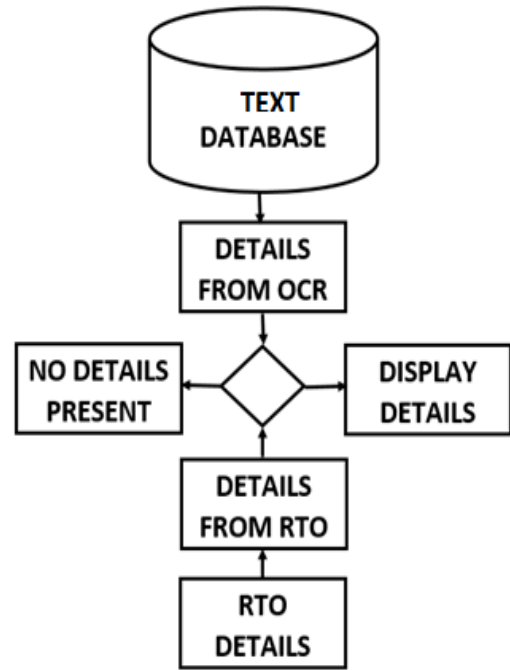 TEXT
DATABASE
DETAILS
FROM OCR
NO DETAILS
PRESENT
DISPLAY
DETAILS
DETAILS
FROM RTO
RTO
DETAILS